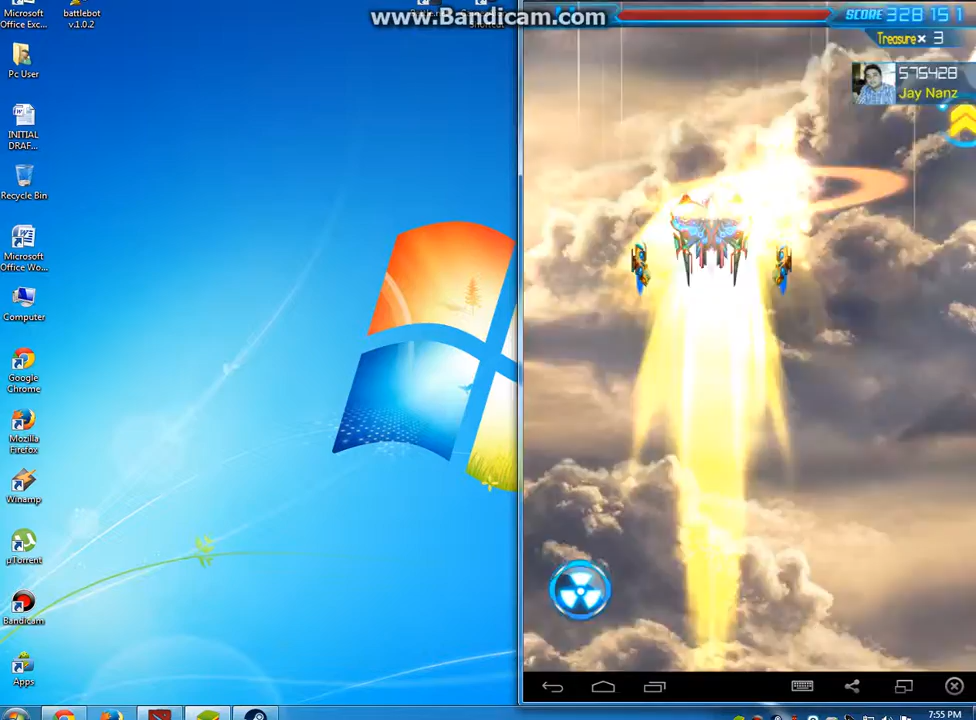 Microsoft
Office Exc...
battlebot
v.1.0.2
Pc User
INITIAL
DRAF...
Recycle Bin
Microsoft
Office Wo...
Computer
Google
Chrome
Mozilla
Firefox
Winamp
µTorrent
Bandicam
Apps
www.Bandicam.com
SCORE 328151
Treasure× 3
575428
Jay Nanz
7:55 PM